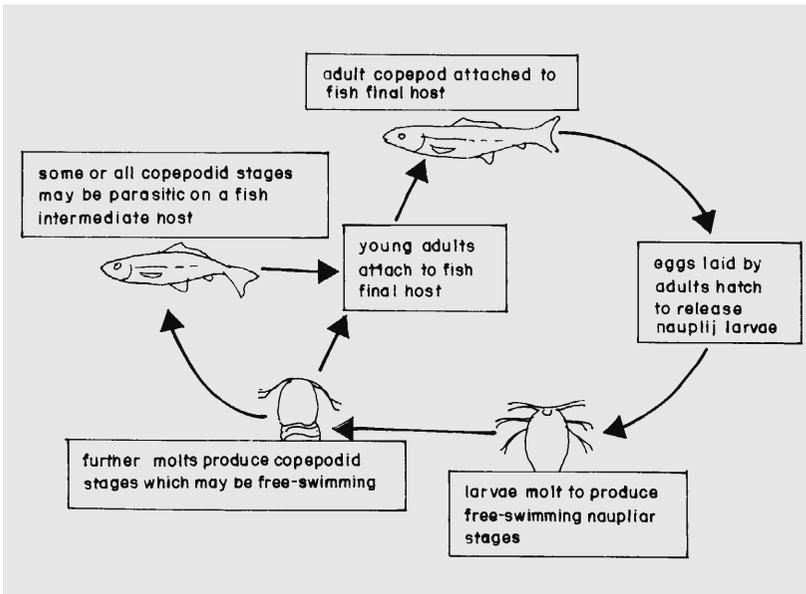 adult copepod attached to
fish final host
some or all copepodid stages
may be parasitic on a fish
intermediate host
young adults
attach to fish
final host
eggs laid by
adults hatch
to release
nauplij larvae
further molts produce copepodid
stages which may be free-swimming
larvae molt to produce
free-swimming naupliar
stages